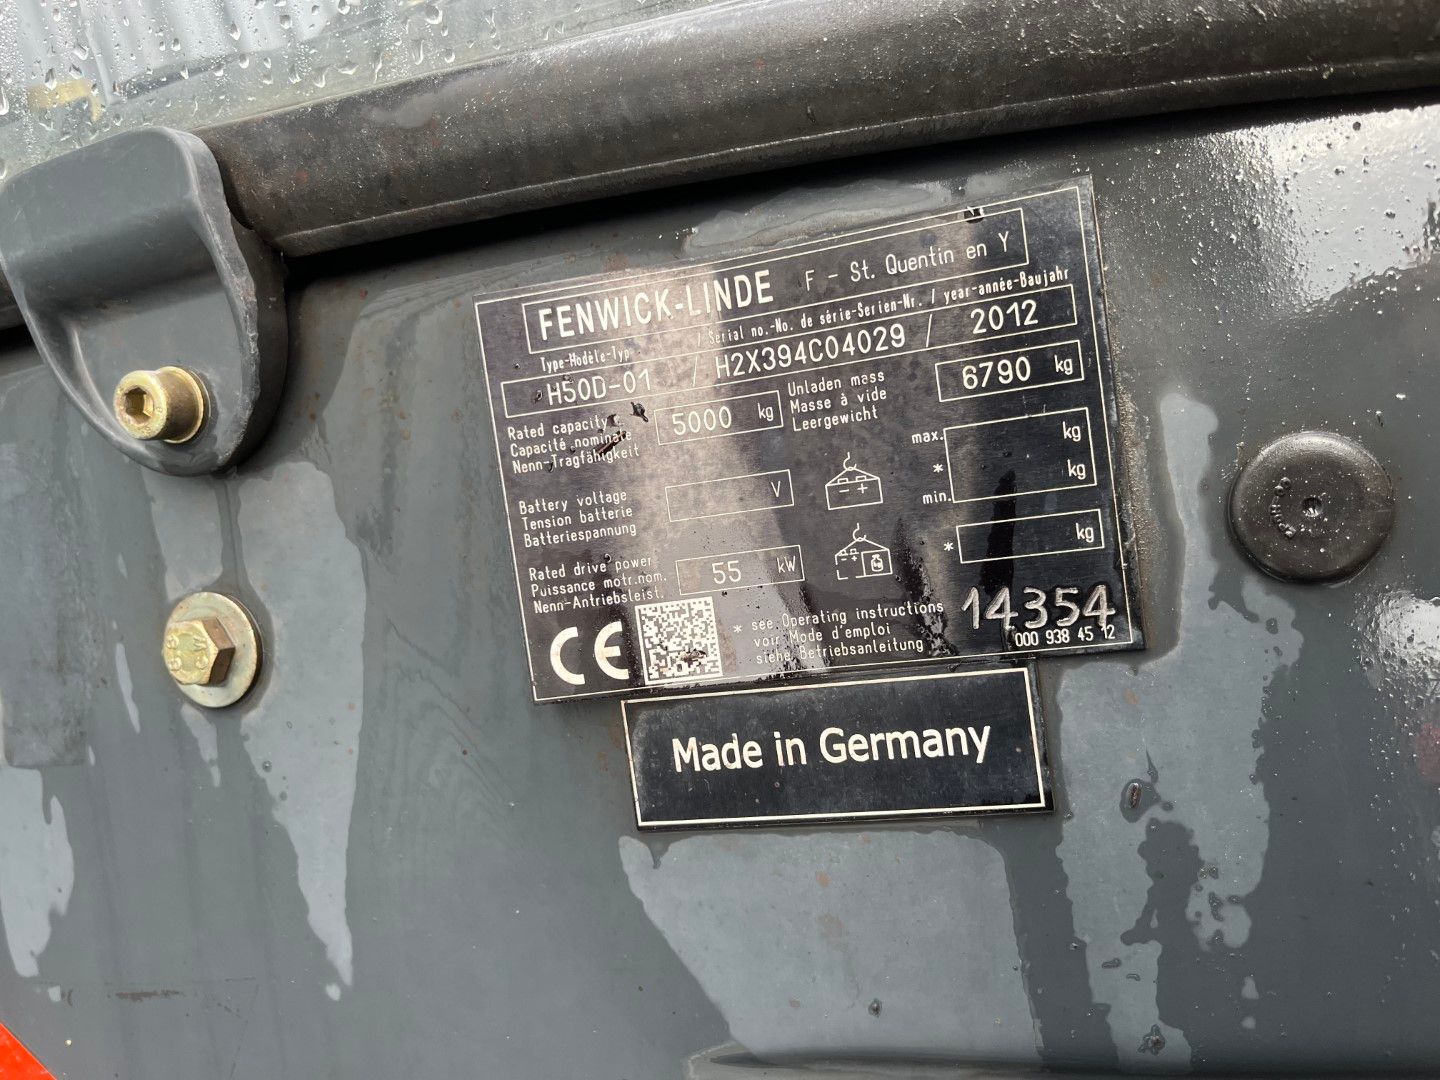 FENWICK-LINDE F - St. Quentin en Y
Type-Modèle-Typ / Serial no.-No. de série-Serien-Nr. / year-année-Baujahr
H50D-01 / H2X394C04029 / 2012
Rated capacity
Capacité nominale
Nenn-Tragfähigkeit
5000 kg
Unladen mass
Masse à vide
Leergewicht
6790 kg
Battery voltage
Tension batterie
Batteriespannung
V
max. kg
* kg
min.
Rated drive power
Puissance motr.nom.
Nenn-Antriebsleist.
55 kW
* kg
CE
* see Operating instructions
voir Mode d'emploi
siehe Betriebsanleitung
14354
000 938 45 12
Made in Germany
8.8